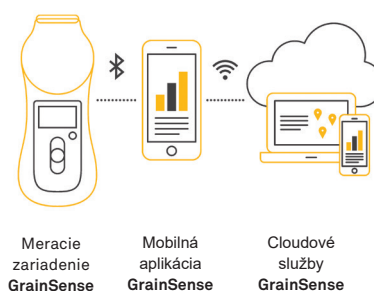 Meracie
zariadenie
GrainSense
Mobilná
aplikácia
GrainSense
Cloudové
služby
GrainSense